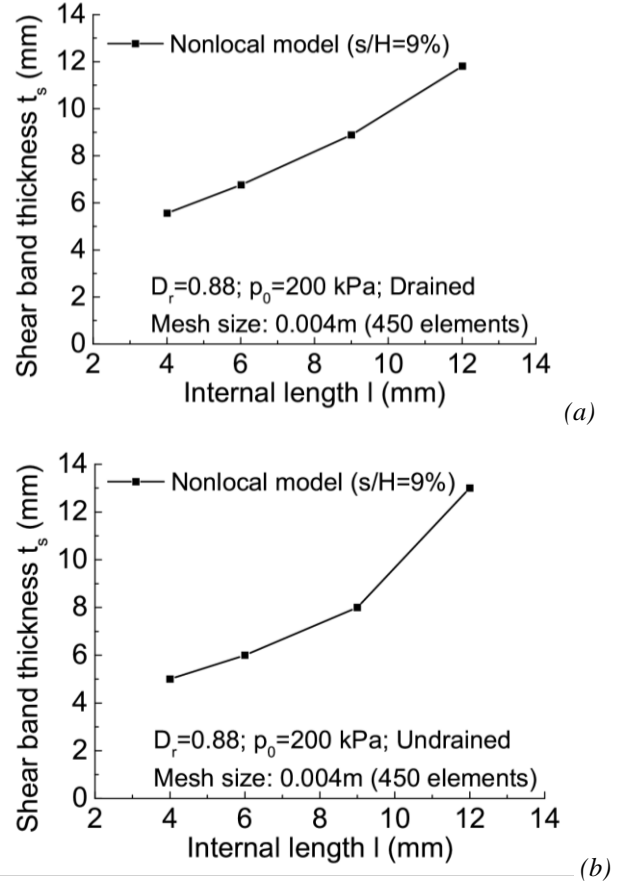 14
12
10
8
6
4
2
0
Shear band thickness t_s (mm)
Nonlocal model (s/H=9%)
D_r=0.88; p_0=200 kPa; Drained
Mesh size: 0.004m (450 elements)
2 4 6 8 10 12 14
Internal length l (mm)
(a)
14
12
10
8
6
4
2
0
Shear band thickness t_s (mm)
Nonlocal model (s/H=9%)
D_r=0.88; p_0=200 kPa; Undrained
Mesh size: 0.004m (450 elements)
2 4 6 8 10 12 14
Internal length l (mm)
(b)